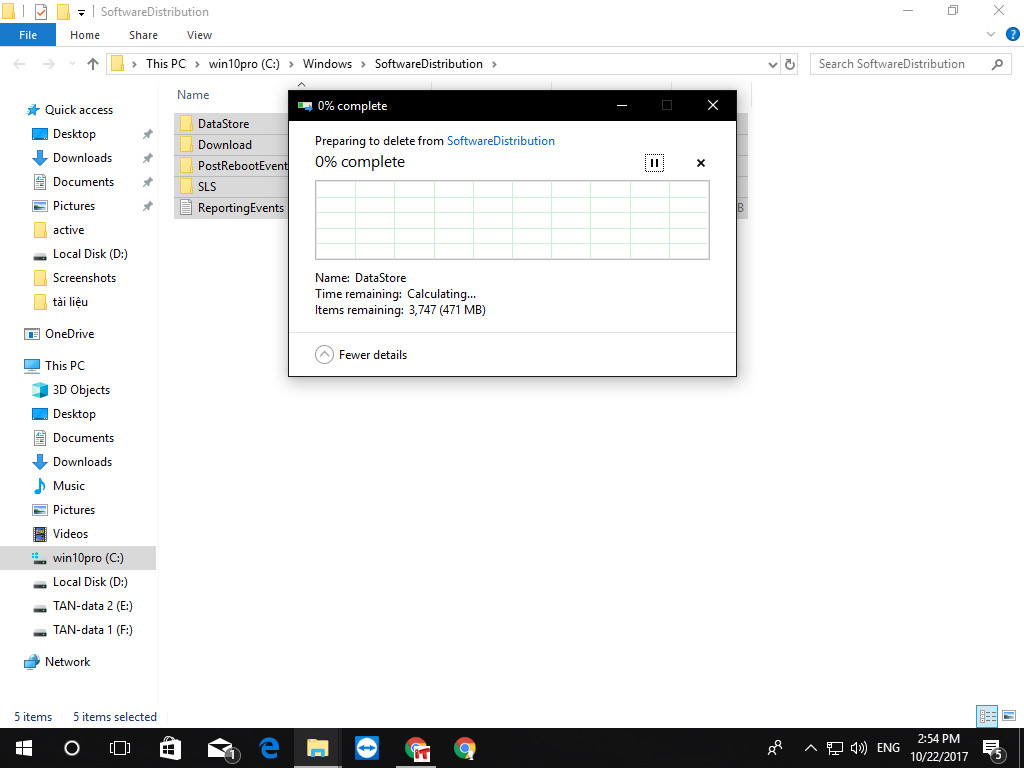 SoftwareDistribution
File Home Share View
This PC win10pro (C:) Windows SoftwareDistribution
Search SoftwareDistribution
Name
Quick access
Desktop
Downloads
Documents
Pictures
active
Local Disk (D:)
Screenshots
tài liệu
OneDrive
This PC
3D Objects
Desktop
Documents
Downloads
Music
Pictures
Videos
win10pro (C:)
Local Disk (D:)
TAN-data 2 (E:)
TAN-data 1 (F:)
Network
DataStore
Download
PostRebootEvent
SLS
ReportingEvents
B
0% complete
Preparing to delete from SoftwareDistribution
0% complete
Name: DataStore
Time remaining: Calculating...
Items remaining: 3,747 (471 MB)
Fewer details
5 items 5 items selected
1
ENG
2:54 PM
10/22/2017
5